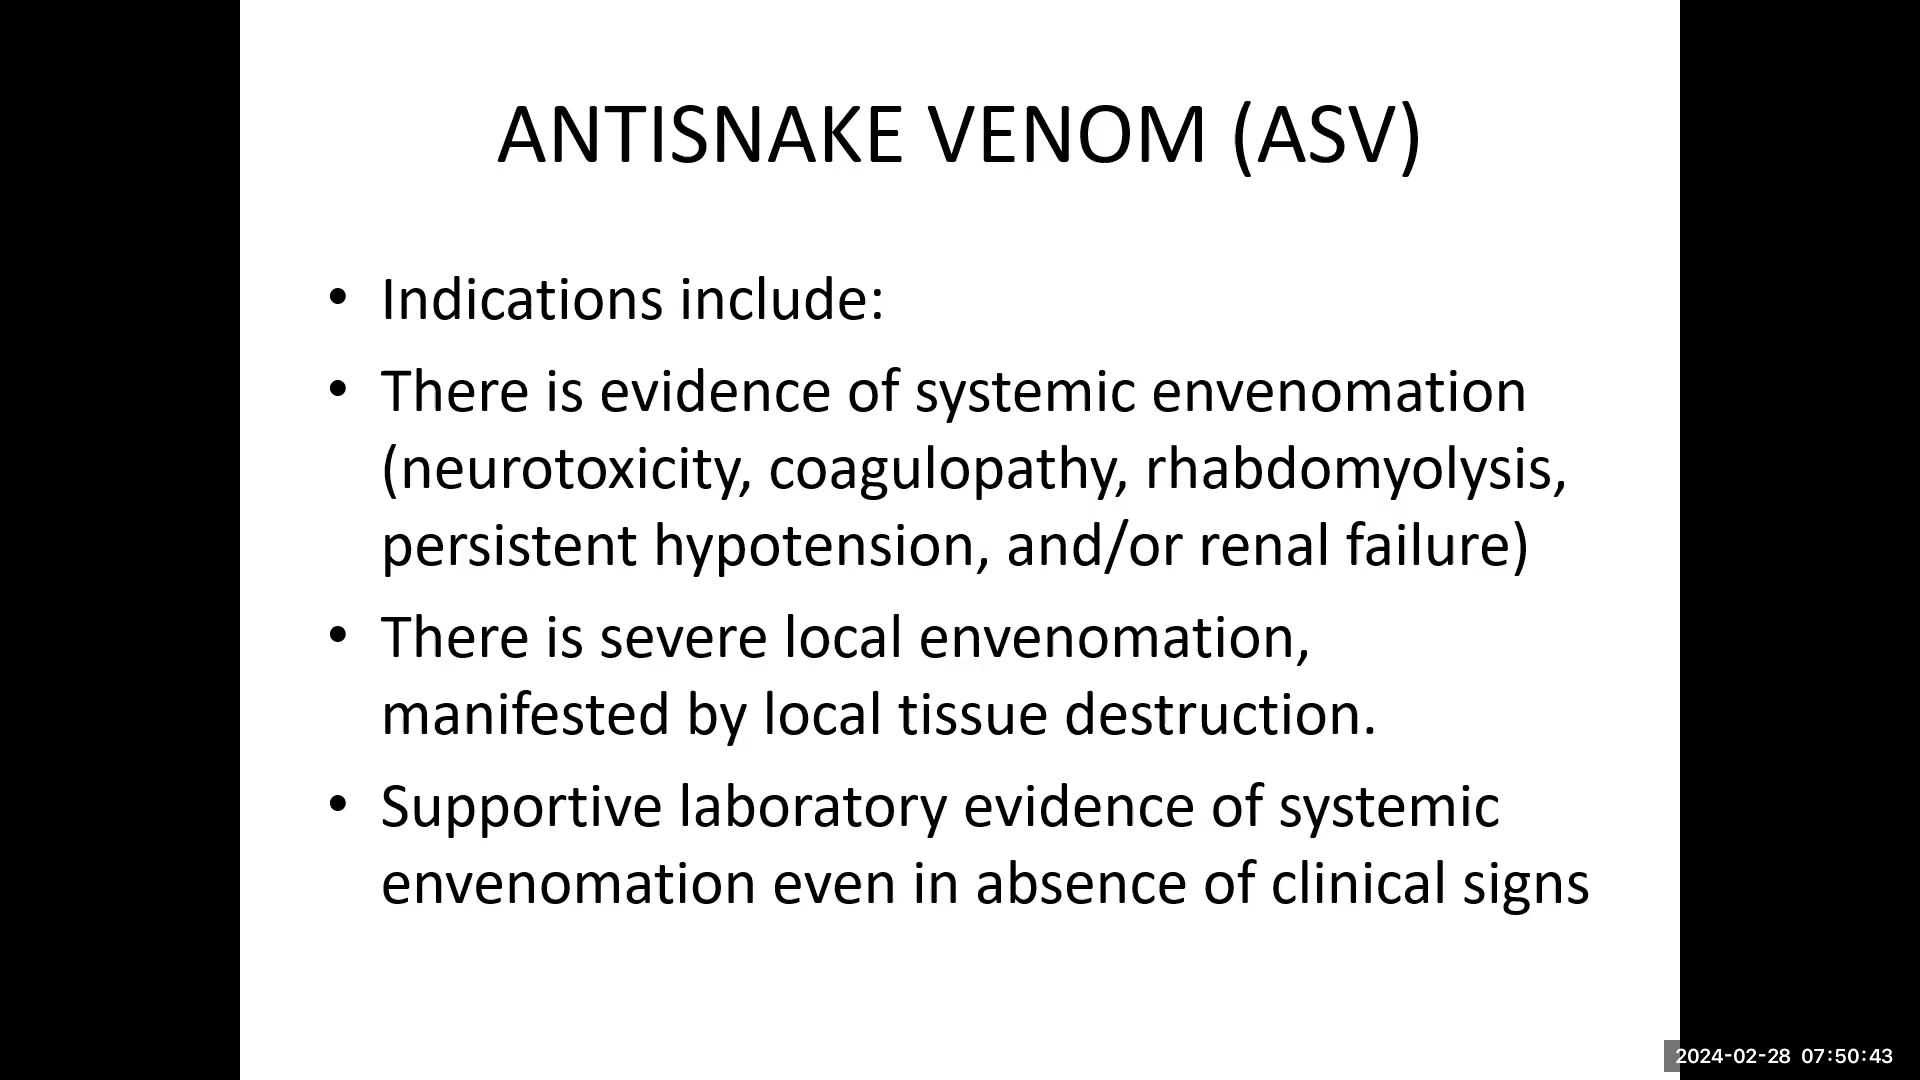 ANTISNAKE VENOM (ASV)
• Indications include:
• There is evidence of systemic envenomation
(neurotoxicity, coagulopathy, rhabdomyolysis,
persistent hypotension, and/or renal failure)
• There is severe local envenomation,
manifested by local tissue destruction.
• Supportive laboratory evidence of systemic
envenomation even in absence of clinical signs
2024-02-28 07:50:43